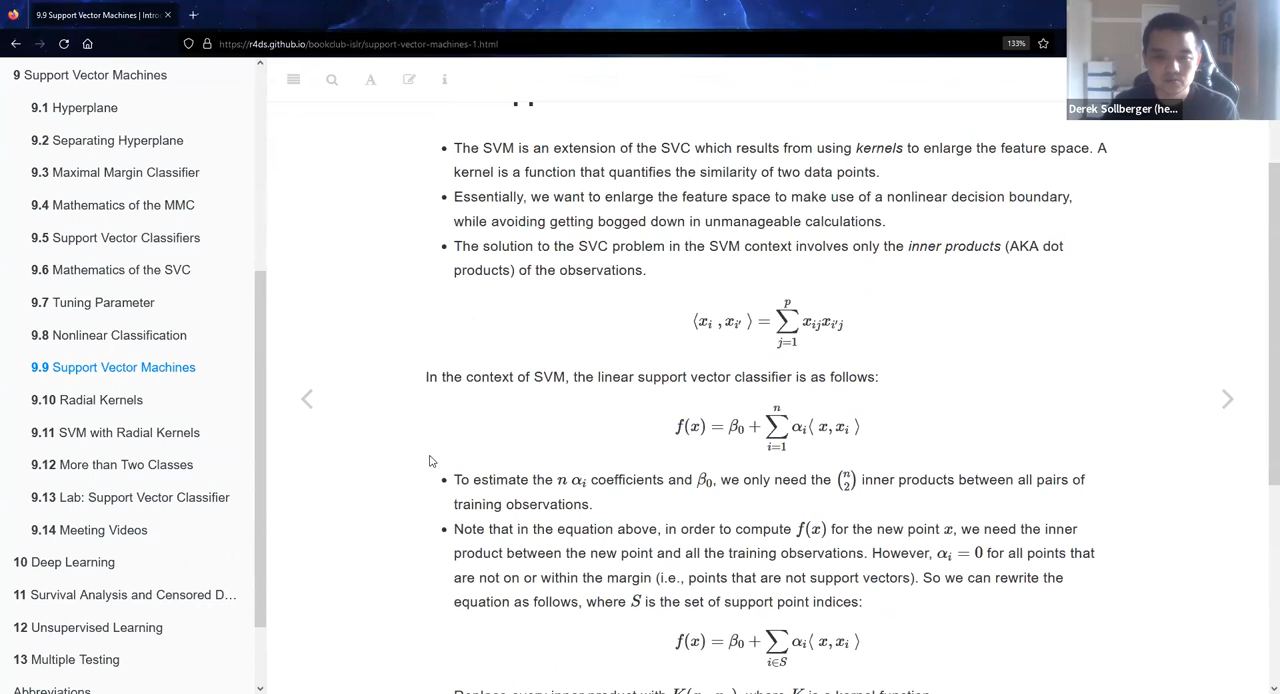 9.9 Support Vector Machines | Intro
https://r4ds.github.io/bookclub-islr/support-vector-machines-1.html
133%
Derek Sollberger (he...
9 Support Vector Machines
9.1 Hyperplane
9.2 Separating Hyperplane
9.3 Maximal Margin Classifier
9.4 Mathematics of the MMC
9.5 Support Vector Classifiers
9.6 Mathematics of the SVC
9.7 Tuning Parameter
9.8 Nonlinear Classification
9.9 Support Vector Machines
9.10 Radial Kernels
9.11 SVM with Radial Kernels
9.12 More than Two Classes
9.13 Lab: Support Vector Classifier
9.14 Meeting Videos
10 Deep Learning
11 Survival Analysis and Censored D...
12 Unsupervised Learning
13 Multiple Testing
Abbreviations
• The SVM is an extension of the SVC which results from using kernels to enlarge the feature space. A
kernel is a function that quantifies the similarity of two data points.
• Essentially, we want to enlarge the feature space to make use of a nonlinear decision boundary,
while avoiding getting bogged down in unmanageable calculations.
• The solution to the SVC problem in the SVM context involves only the inner products (AKA dot
products) of the observations.
⟨x_i, x_{i'}⟩ = ∑_{j=1}^{p} x_{ij}x_{i'j}
In the context of SVM, the linear support vector classifier is as follows:
f(x) = β_0 + ∑_{i=1}^{n} α_i⟨x, x_i⟩
• To estimate the n α_i coefficients and β_0, we only need the (n 2) inner products between all pairs of
training observations.
• Note that in the equation above, in order to compute f(x) for the new point x, we need the inner
product between the new point and all the training observations. However, α_i = 0 for all points that
are not on or within the margin (i.e., points that are not support vectors). So we can rewrite the
equation as follows, where S is the set of support point indices:
f(x) = β_0 + ∑_{i∈S} α_i⟨x, x_i⟩
Replace every inner product with K(x_i, x_{i'}), where K is a kernel function